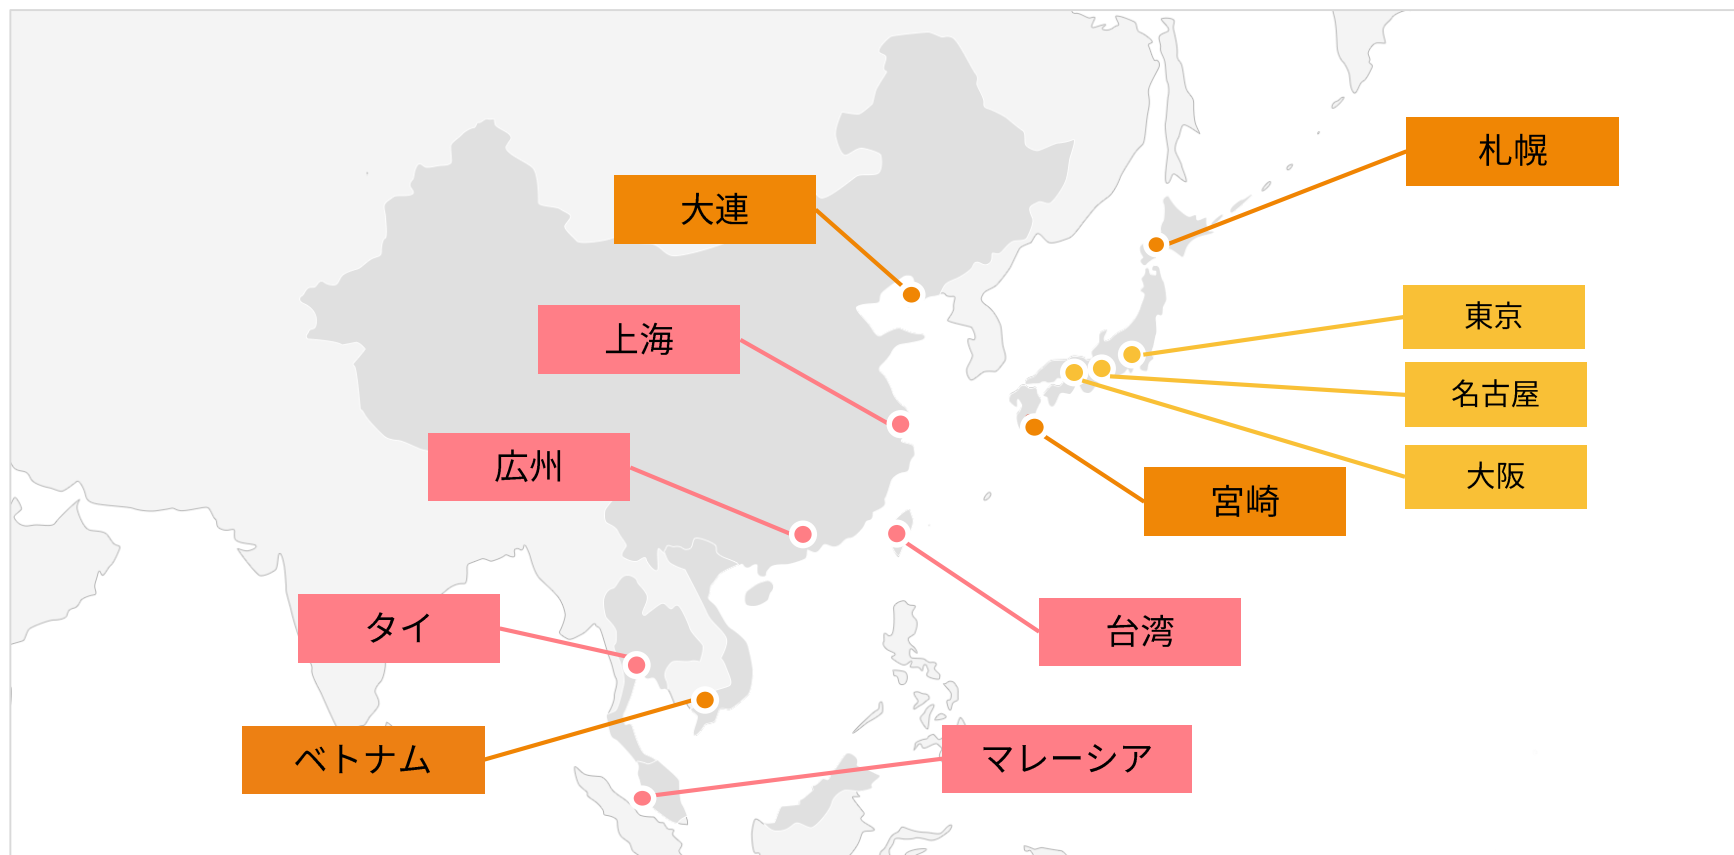 札幌
大連
東京
上海
名古屋
大阪
広州
宮崎
タイ
台湾
ベトナム
マレーシア